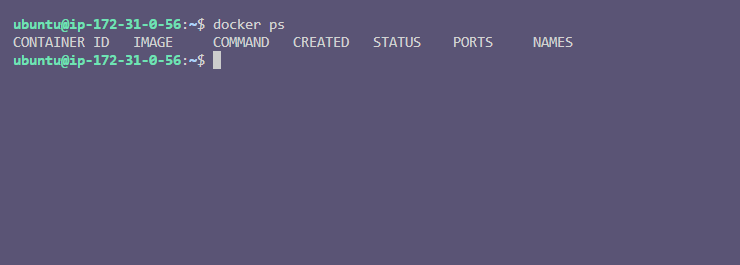 ubuntu@ip-172-31-0-56:~$ docker ps
CONTAINER ID   IMAGE     COMMAND   CREATED   STATUS    PORTS     NAMES
ubuntu@ip-172-31-0-56:~$